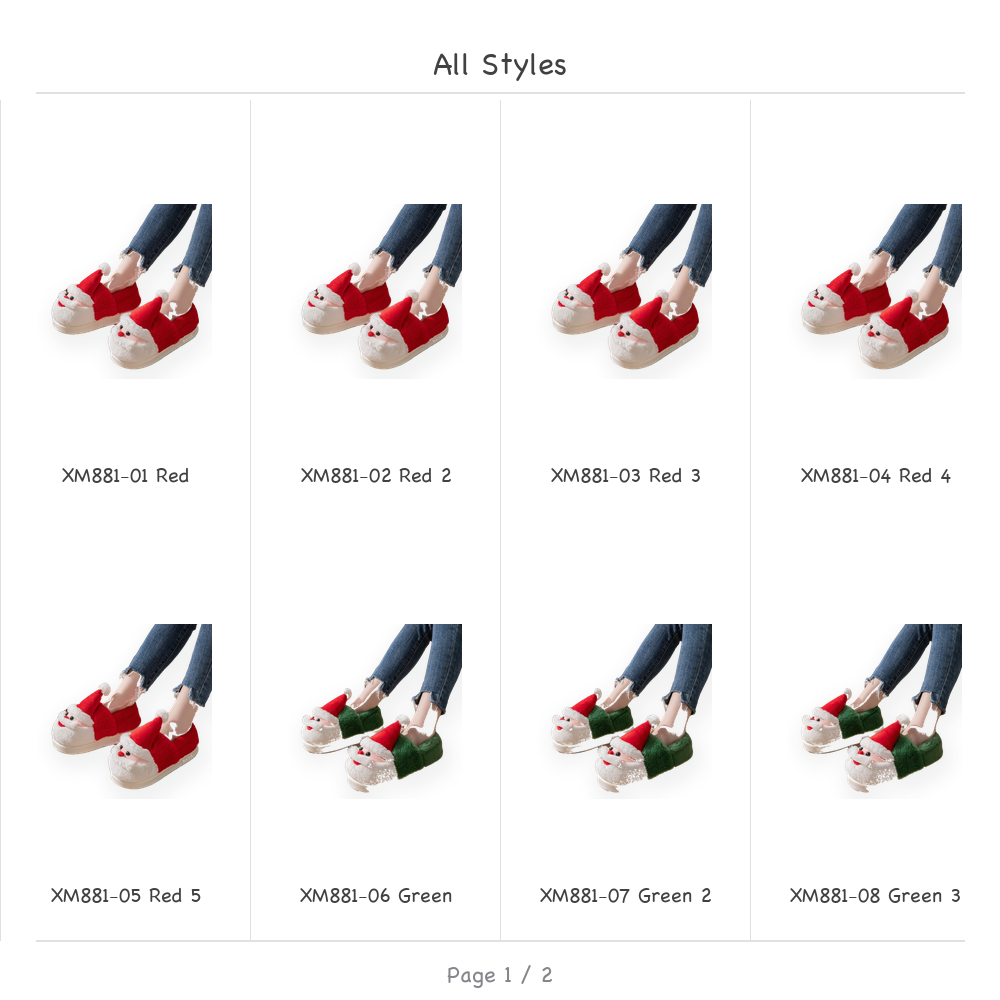 All Styles
XM881-01 Red
XM881-02 Red 2
XM881-03 Red 3
XM881-04 Red 4
XM881-05 Red 5
XM881-06 Green
XM881-07 Green 2
XM881-08 Green 3
Page 1 / 2